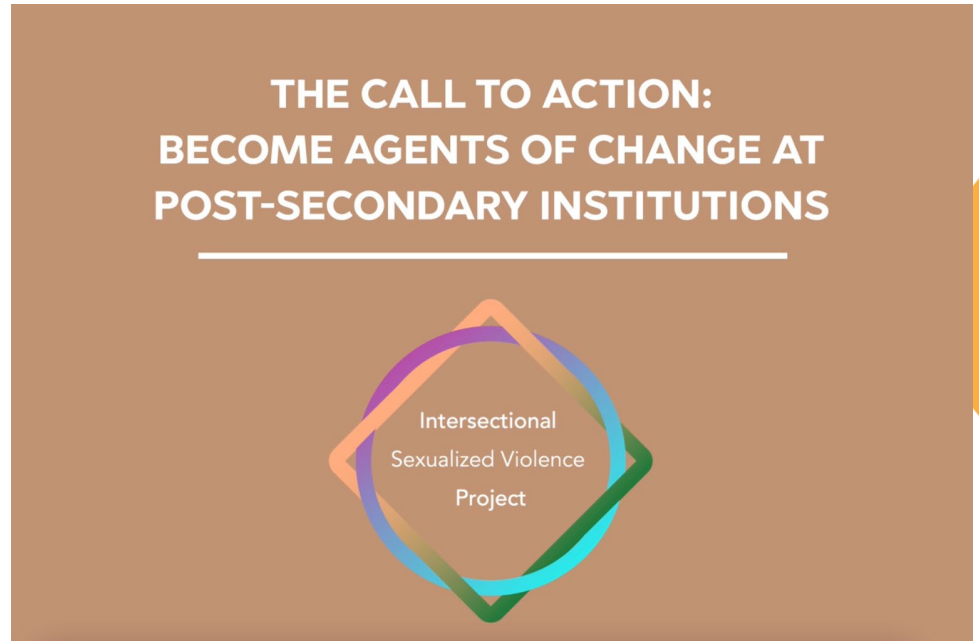 THE CALL TO ACTION:
BECOME AGENTS OF CHANGE AT
POST-SECONDARY INSTITUTIONS
Intersectional
Sexualized Violence
Project